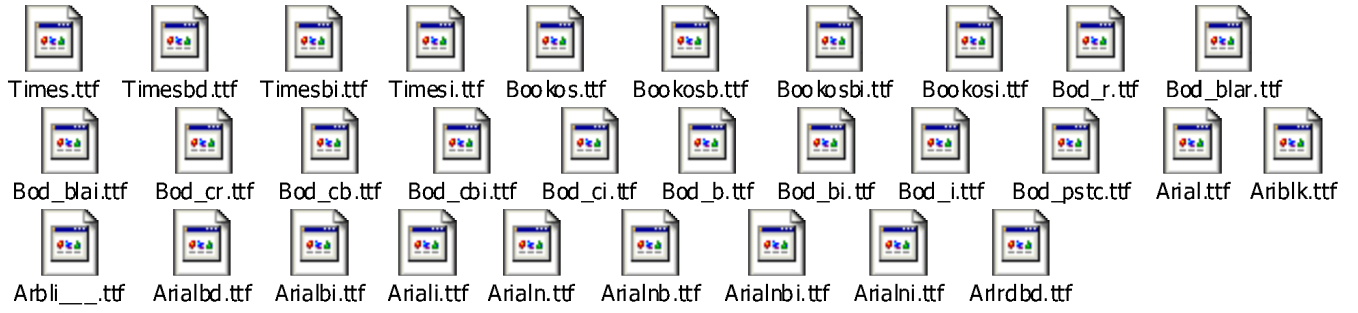 Times.ttf Timesbd.ttf Timesbi.ttf Timesi.ttf Bookos.ttf Bookosb.ttf Bookosbi.ttf Bookosi.ttf Bod_r.ttf Bod_blar.ttf
Bod_blai.ttf Bod_cr.ttf Bod_cb.ttf Bod_cbi.ttf Bod_ci.ttf Bod_b.ttf Bod_bi.ttf Bod_i.ttf Bod_pstc.ttf Arial.ttf Ariblk.ttf
Arbli___.ttf Arialbd.ttf Arialbi.ttf Ariali.ttf Arialn.ttf Arialnb.ttf Arialnbi.ttf Arialni.ttf Arlrdbd.ttf